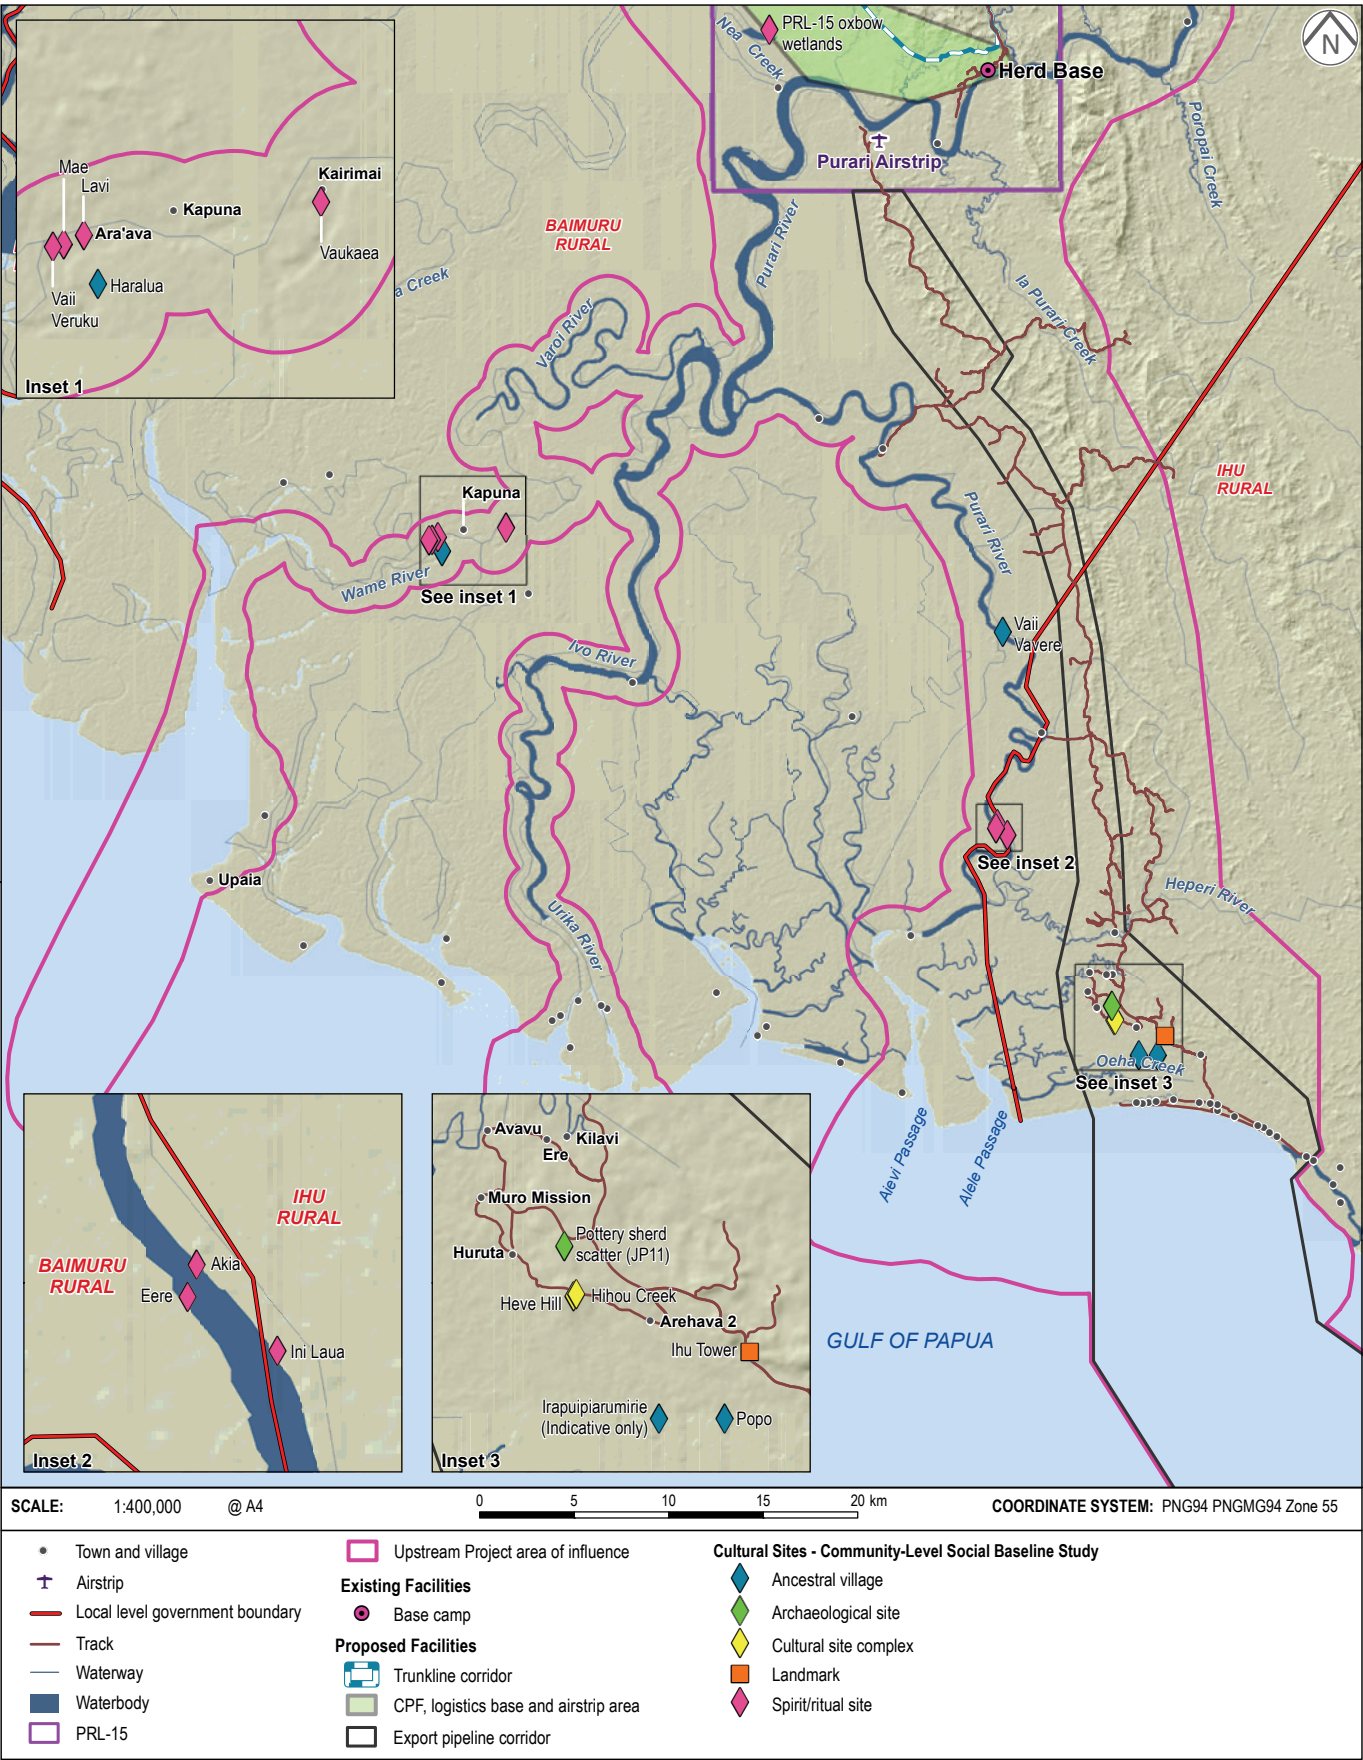 PRL-15 oxbow
wetlands
Nea Creek
Herd Base
N
Poropai Creek
Purari Airstrip
Mae
Lavi
Kairimai
Kapuna
Ara'ava
Vaukaea
Haralua
Vaii
Veruku
Inset 1
a Creek
BAIMURU
RURAL
Purari River
Ia Purari Creek
Varoi River
IHU
RURAL
Kapuna
Purari River
Wame River
See inset 1
Vaii
Vavere
Ivo River
See inset 2
Upaia
Heperi River
Urika River
Oeha Creek
See inset 3
Aievi Passage
Alele Passage
GULF OF PAPUA
IHU
RURAL
BAIMURU
RURAL
Akia
Eere
Ini Laua
Inset 2
Avavu
Kilavi
Ere
Muro Mission
Pottery sherd
scatter (JP11)
Huruta
Heve Hill
Hihou Creek
Arehava 2
Ihu Tower
Irapuipiarumirie
(Indicative only)
Popo
Inset 3
SCALE: 1:400,000 @ A4
0 5 10 15 20 km
COORDINATE SYSTEM: PNG94 PNGMG94 Zone 55
Town and village
Airstrip
Local level government boundary
Track
Waterway
Waterbody
PRL-15
Upstream Project area of influence
Existing Facilities
Base camp
Proposed Facilities
Trunkline corridor
CPF, logistics base and airstrip area
Export pipeline corridor
Cultural Sites - Community-Level Social Baseline Study
Ancestral village
Archaeological site
Cultural site complex
Landmark
Spirit/ritual site